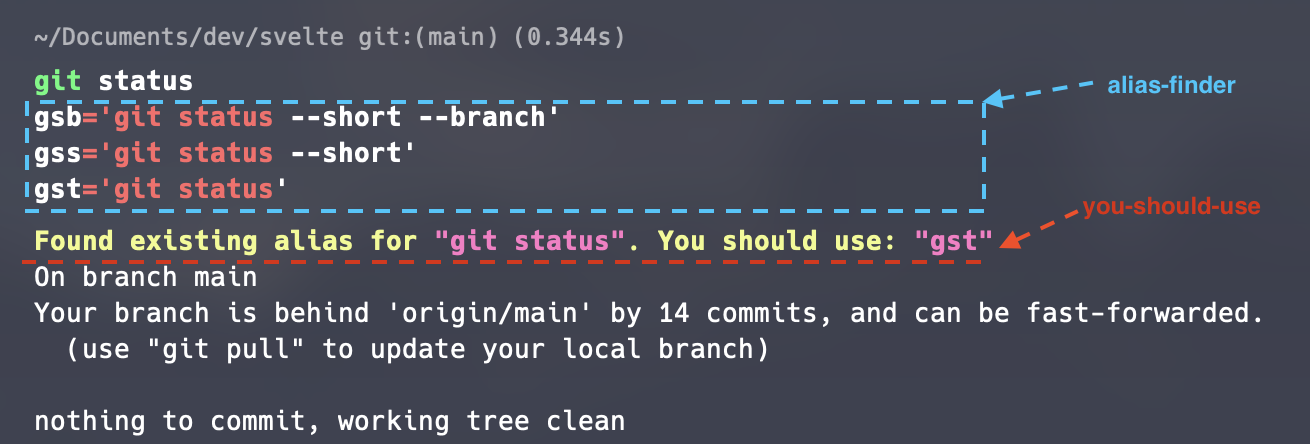 ~/Documents/dev/svelte git:(main) (0.344s)
git status
alias-finder
gsb='git status --short --branch'
gss='git status --short'
gst='git status'
you-should-use
Found existing alias for "git status". You should use: "gst"
On branch main
Your branch is behind 'origin/main' by 14 commits, and can be fast-forwarded.
  (use "git pull" to update your local branch)
nothing to commit, working tree clean